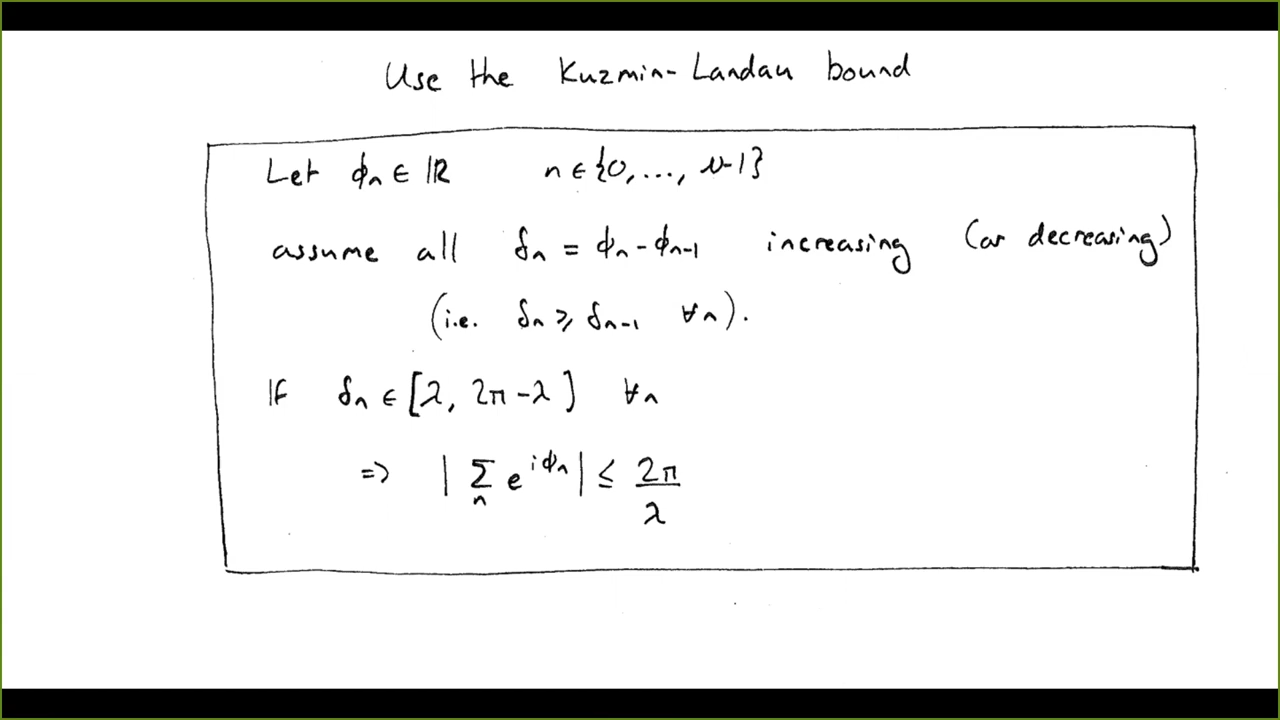 Use the Kuzmin-Landau bound
Let ϕₙ ∈ ℝ n ∈ {0, ..., N-1}
assume all δₙ = ϕₙ - ϕₙ₋₁ increasing (or decreasing)
(i.e. δₙ ≥ δₙ₋₁ ∀n).
If δₙ ∈ [λ, 2π-λ] ∀n
=> | Σₙ e^{iϕₙ} | ≤ 2π/λ